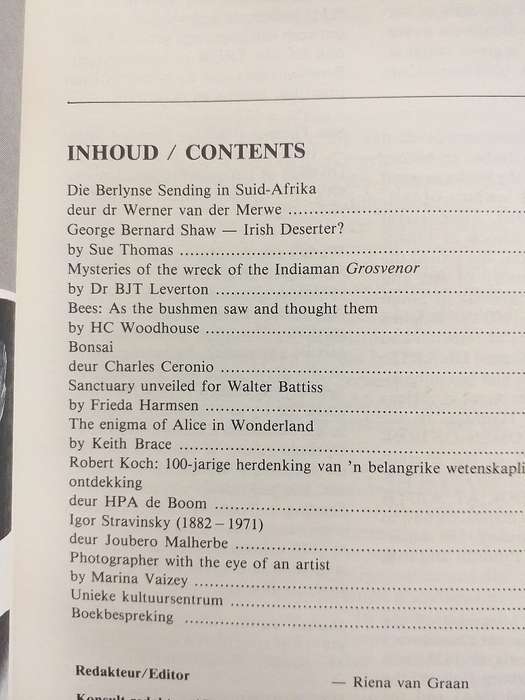 INHOUD / CONTENTS
Die Berlynse Sending in Suid-Afrika
deur dr Werner van der Merwe ........................
George Bernard Shaw — Irish Deserter?
by Sue Thomas ........................
Mysteries of the wreck of the Indiaman Grosvenor
by Dr BJT Leverton ........................
Bees: As the bushmen saw and thought them
by HC Woodhouse ........................
Bonsai
deur Charles Ceronio ........................
Sanctuary unveiled for Walter Battiss
by Frieda Harmsen ........................
The enigma of Alice in Wonderland
by Keith Brace ........................
Robert Koch: 100-jarige herdenking van 'n belangrike wetenskapli
ontdekking
deur HPA de Boom ........................
Igor Stravinsky (1882 – 1971)
deur Joubero Malherbe ........................
Photographer with the eye of an artist
by Marina Vaizey ........................
Unieke kultuursentrum ........................
Boekbespreking ........................
Redakteur/Editor — Riena van Graan